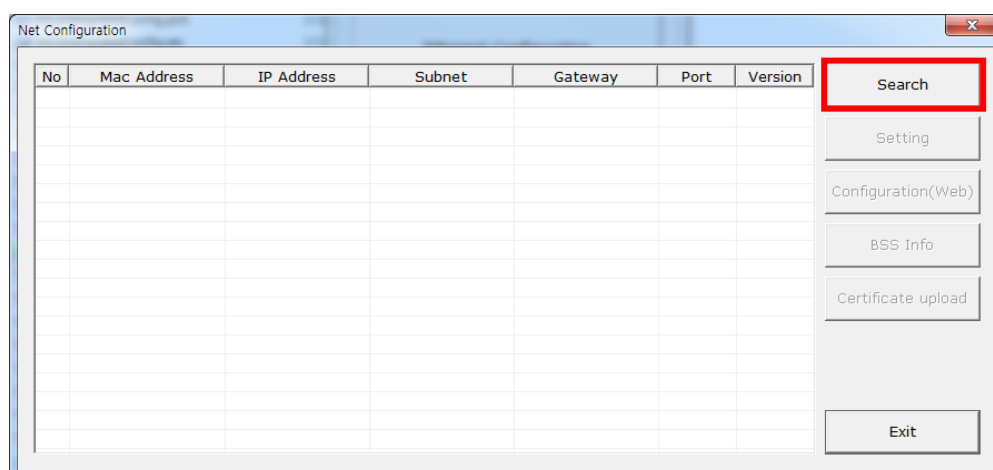 Net Configuration
No Mac Address IP Address Subnet Gateway Port Version
Search
Setting
Configuration(Web)
BSS Info
Certificate upload
Exit